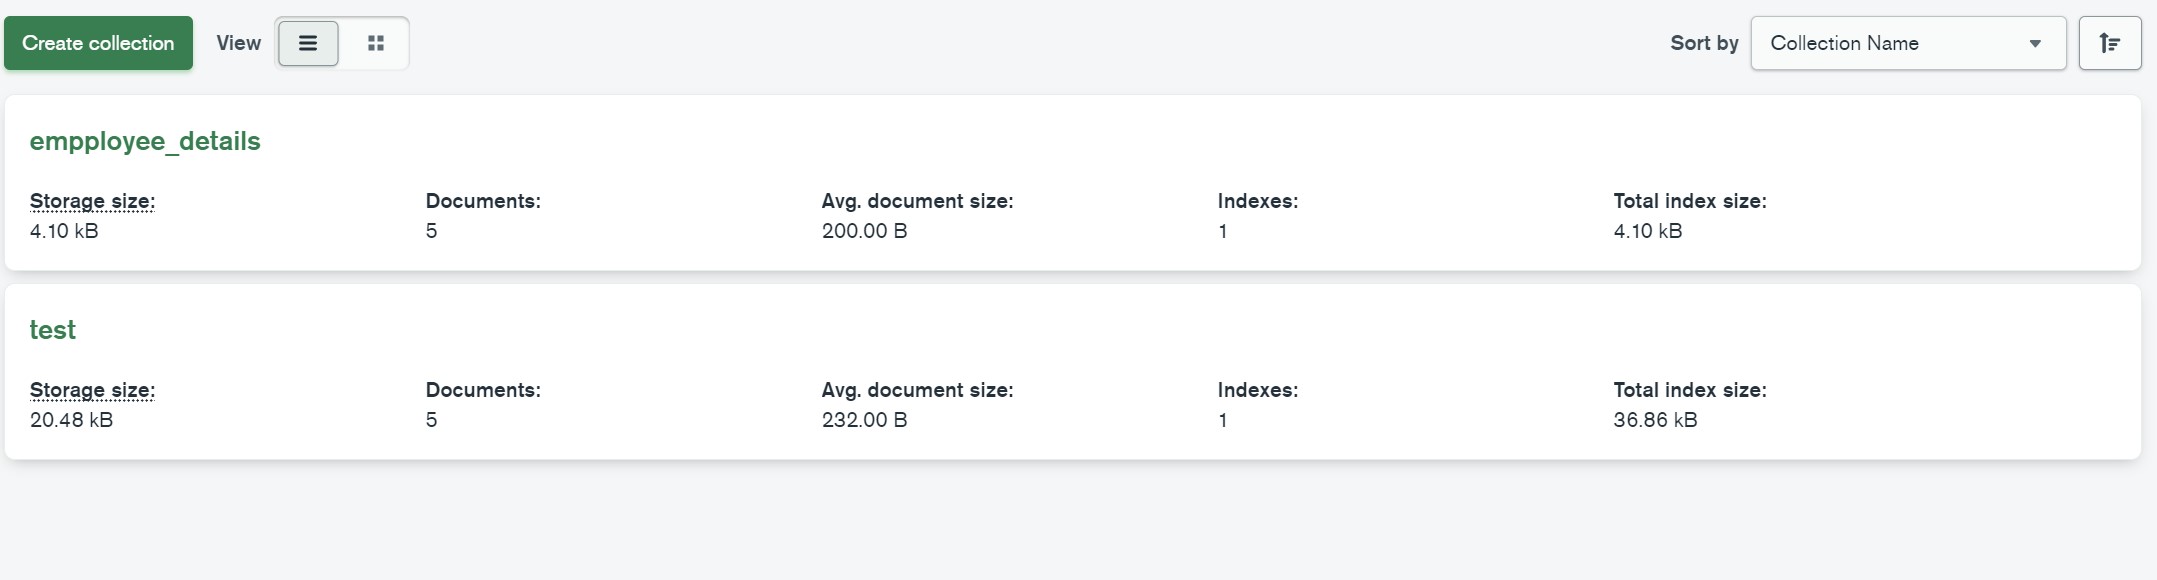 Create collection View Sort by Collection Name
empployee_details
Storage size: Documents: Avg. document size: Indexes: Total index size:
4.10 kB 5 200.00 B 1 4.10 kB
test
Storage size: Documents: Avg. document size: Indexes: Total index size:
20.48 kB 5 232.00 B 1 36.86 kB